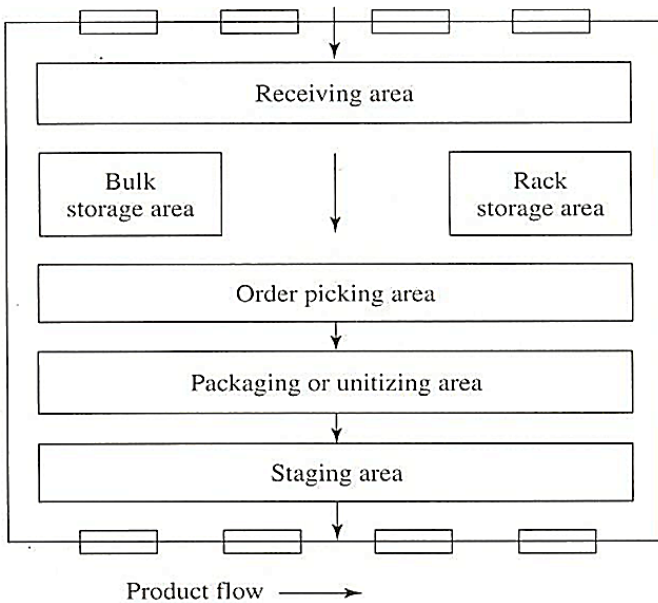 Receiving area
Bulk
storage area
Rack
storage area
Order picking area
Packaging or unitizing area
Staging area
Product flow